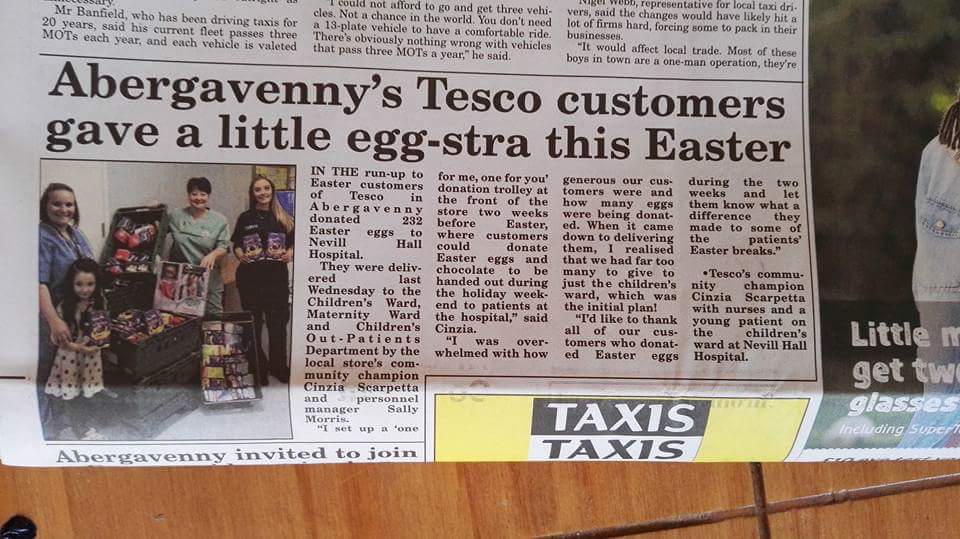 necessary.
Mr Banfield, who has been driving taxis for
20 years, said his current fleet passes three
MOTs each year, and each vehicle is valeted
"I could not afford to go and get three vehi-
cles. Not a chance in the world. You don't need
a 13-plate vehicle to have a comfortable ride.
There's obviously nothing wrong with vehicles
that pass three MOTs a year," he said.
Nigel Webb, representative for local taxi dri-
vers, said the changes would have likely hit a
lot of firms hard, forcing some to pack in their
businesses.
"It would affect local trade. Most of these
boys in town are a one-man operation, they're
Abergavenny's Tesco customers
gave a little egg-stra this Easter
IN THE run-up to
Easter customers
of Tesco in
Abergavenny
donated 232
Easter eggs to
Nevill Hall
Hospital.
They were deliv-
ered last
Wednesday to the
Children's Ward,
Maternity Ward
and Children's
Out-Patients
Department by the
local store's com-
munity champion
Cinzia Scarpetta
and personnel
manager Sally
Morris.
"I set up a 'one
for me, one for you'
donation trolley at
the front of the
store two weeks
before Easter,
where customers
could donate
Easter eggs and
chocolate to be
handed out during
the holiday week-
end to patients at
the hospital," said
Cinzia.
"I was over-
whelmed with how
generous our cus-
tomers were and
how many eggs
were being donat-
ed. When it came
down to delivering
them, I realised
that we had far too
many to give to
just the children's
ward, which was
the initial plan!
"I'd like to thank
all of our cus-
tomers who donat-
ed Easter eggs
during the two
weeks and let
them know what a
difference they
made to some of
the patients'
Easter breaks."
•Tesco's commu-
nity champion
Cinzia Scarpetta
with nurses and a
young patient on
the children's
ward at Nevill Hall
Hospital.
Abergavenny invited to join
TAXIS
TAXIS
Little
get
glasses
Including